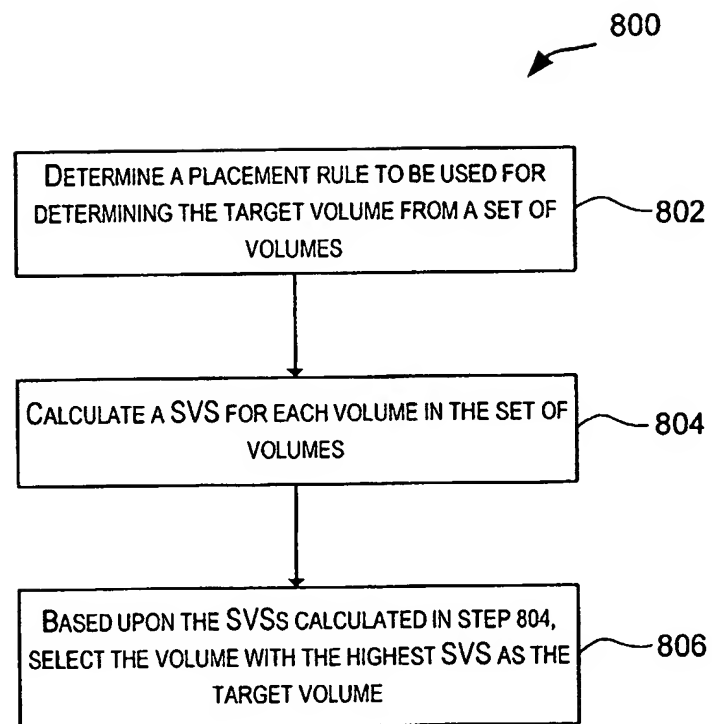 800
DETERMINE A PLACEMENT RULE TO BE USED FOR
DETERMINING THE TARGET VOLUME FROM A SET OF
VOLUMES
802
CALCULATE A SVS FOR EACH VOLUME IN THE SET OF
VOLUMES
804
BASED UPON THE SVSS CALCULATED IN STEP 804,
SELECT THE VOLUME WITH THE HIGHEST SVS AS THE
TARGET VOLUME
806